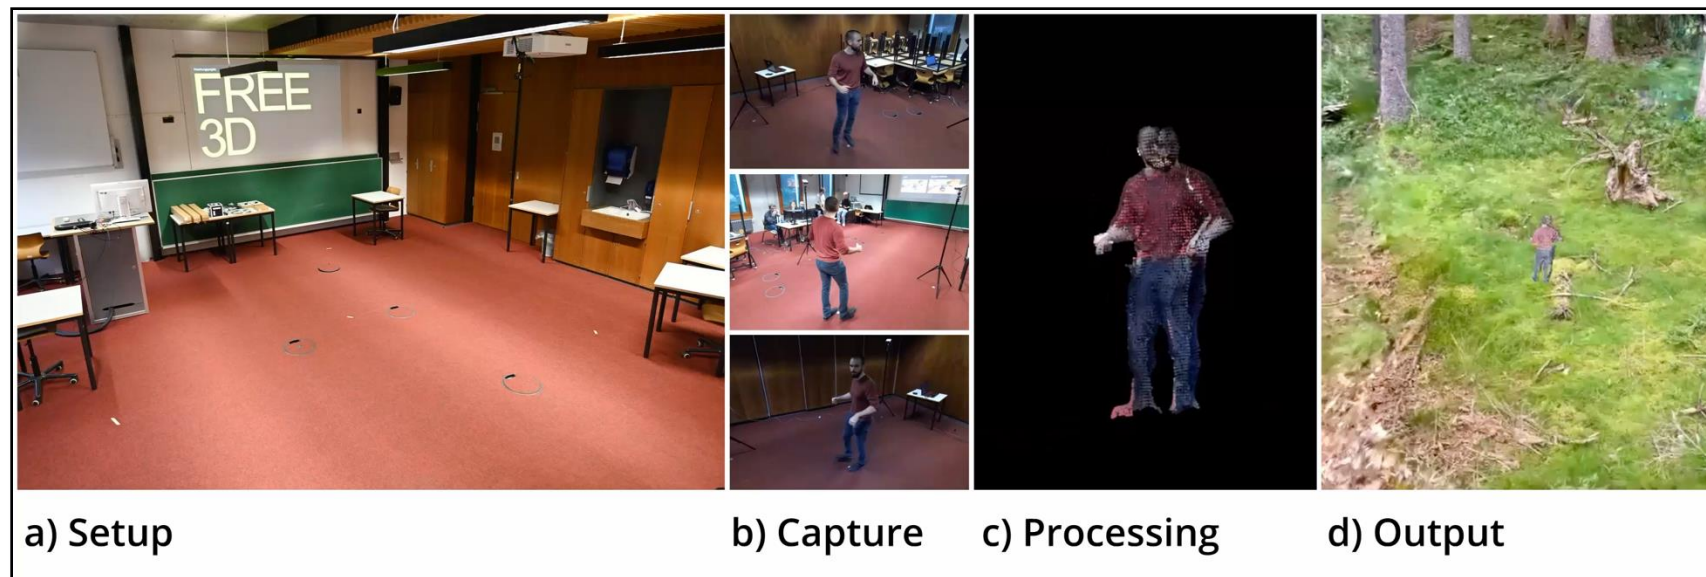 FREE
3D
a) Setup
b) Capture
c) Processing
d) Output